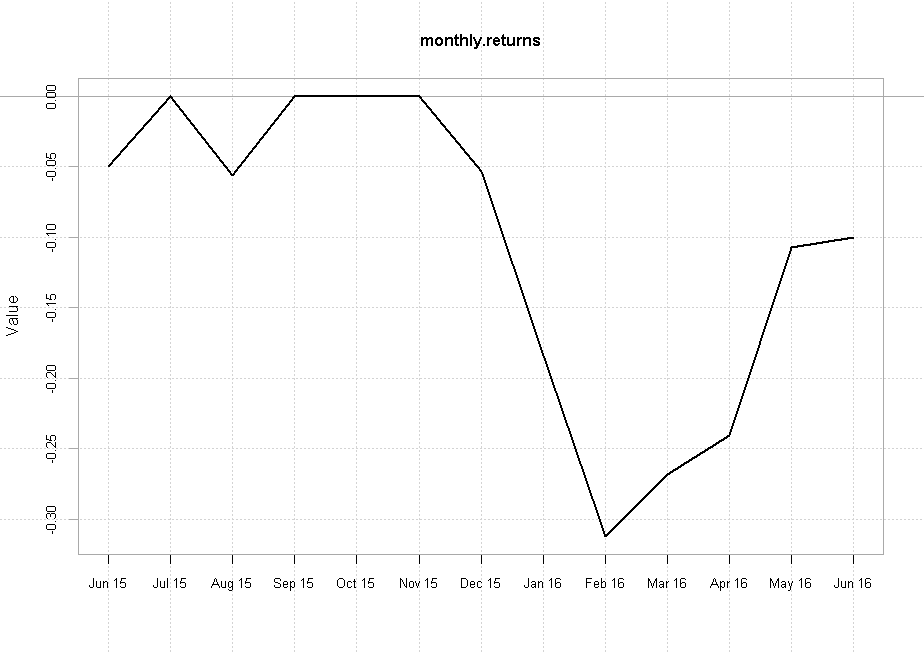 monthly.returns
Value
0.00
-0.05
-0.10
-0.15
-0.20
-0.25
-0.30
Jun 15 Jul 15 Aug 15 Sep 15 Oct 15 Nov 15 Dec 15 Jan 16 Feb 16 Mar 16 Apr 16 May 16 Jun 16